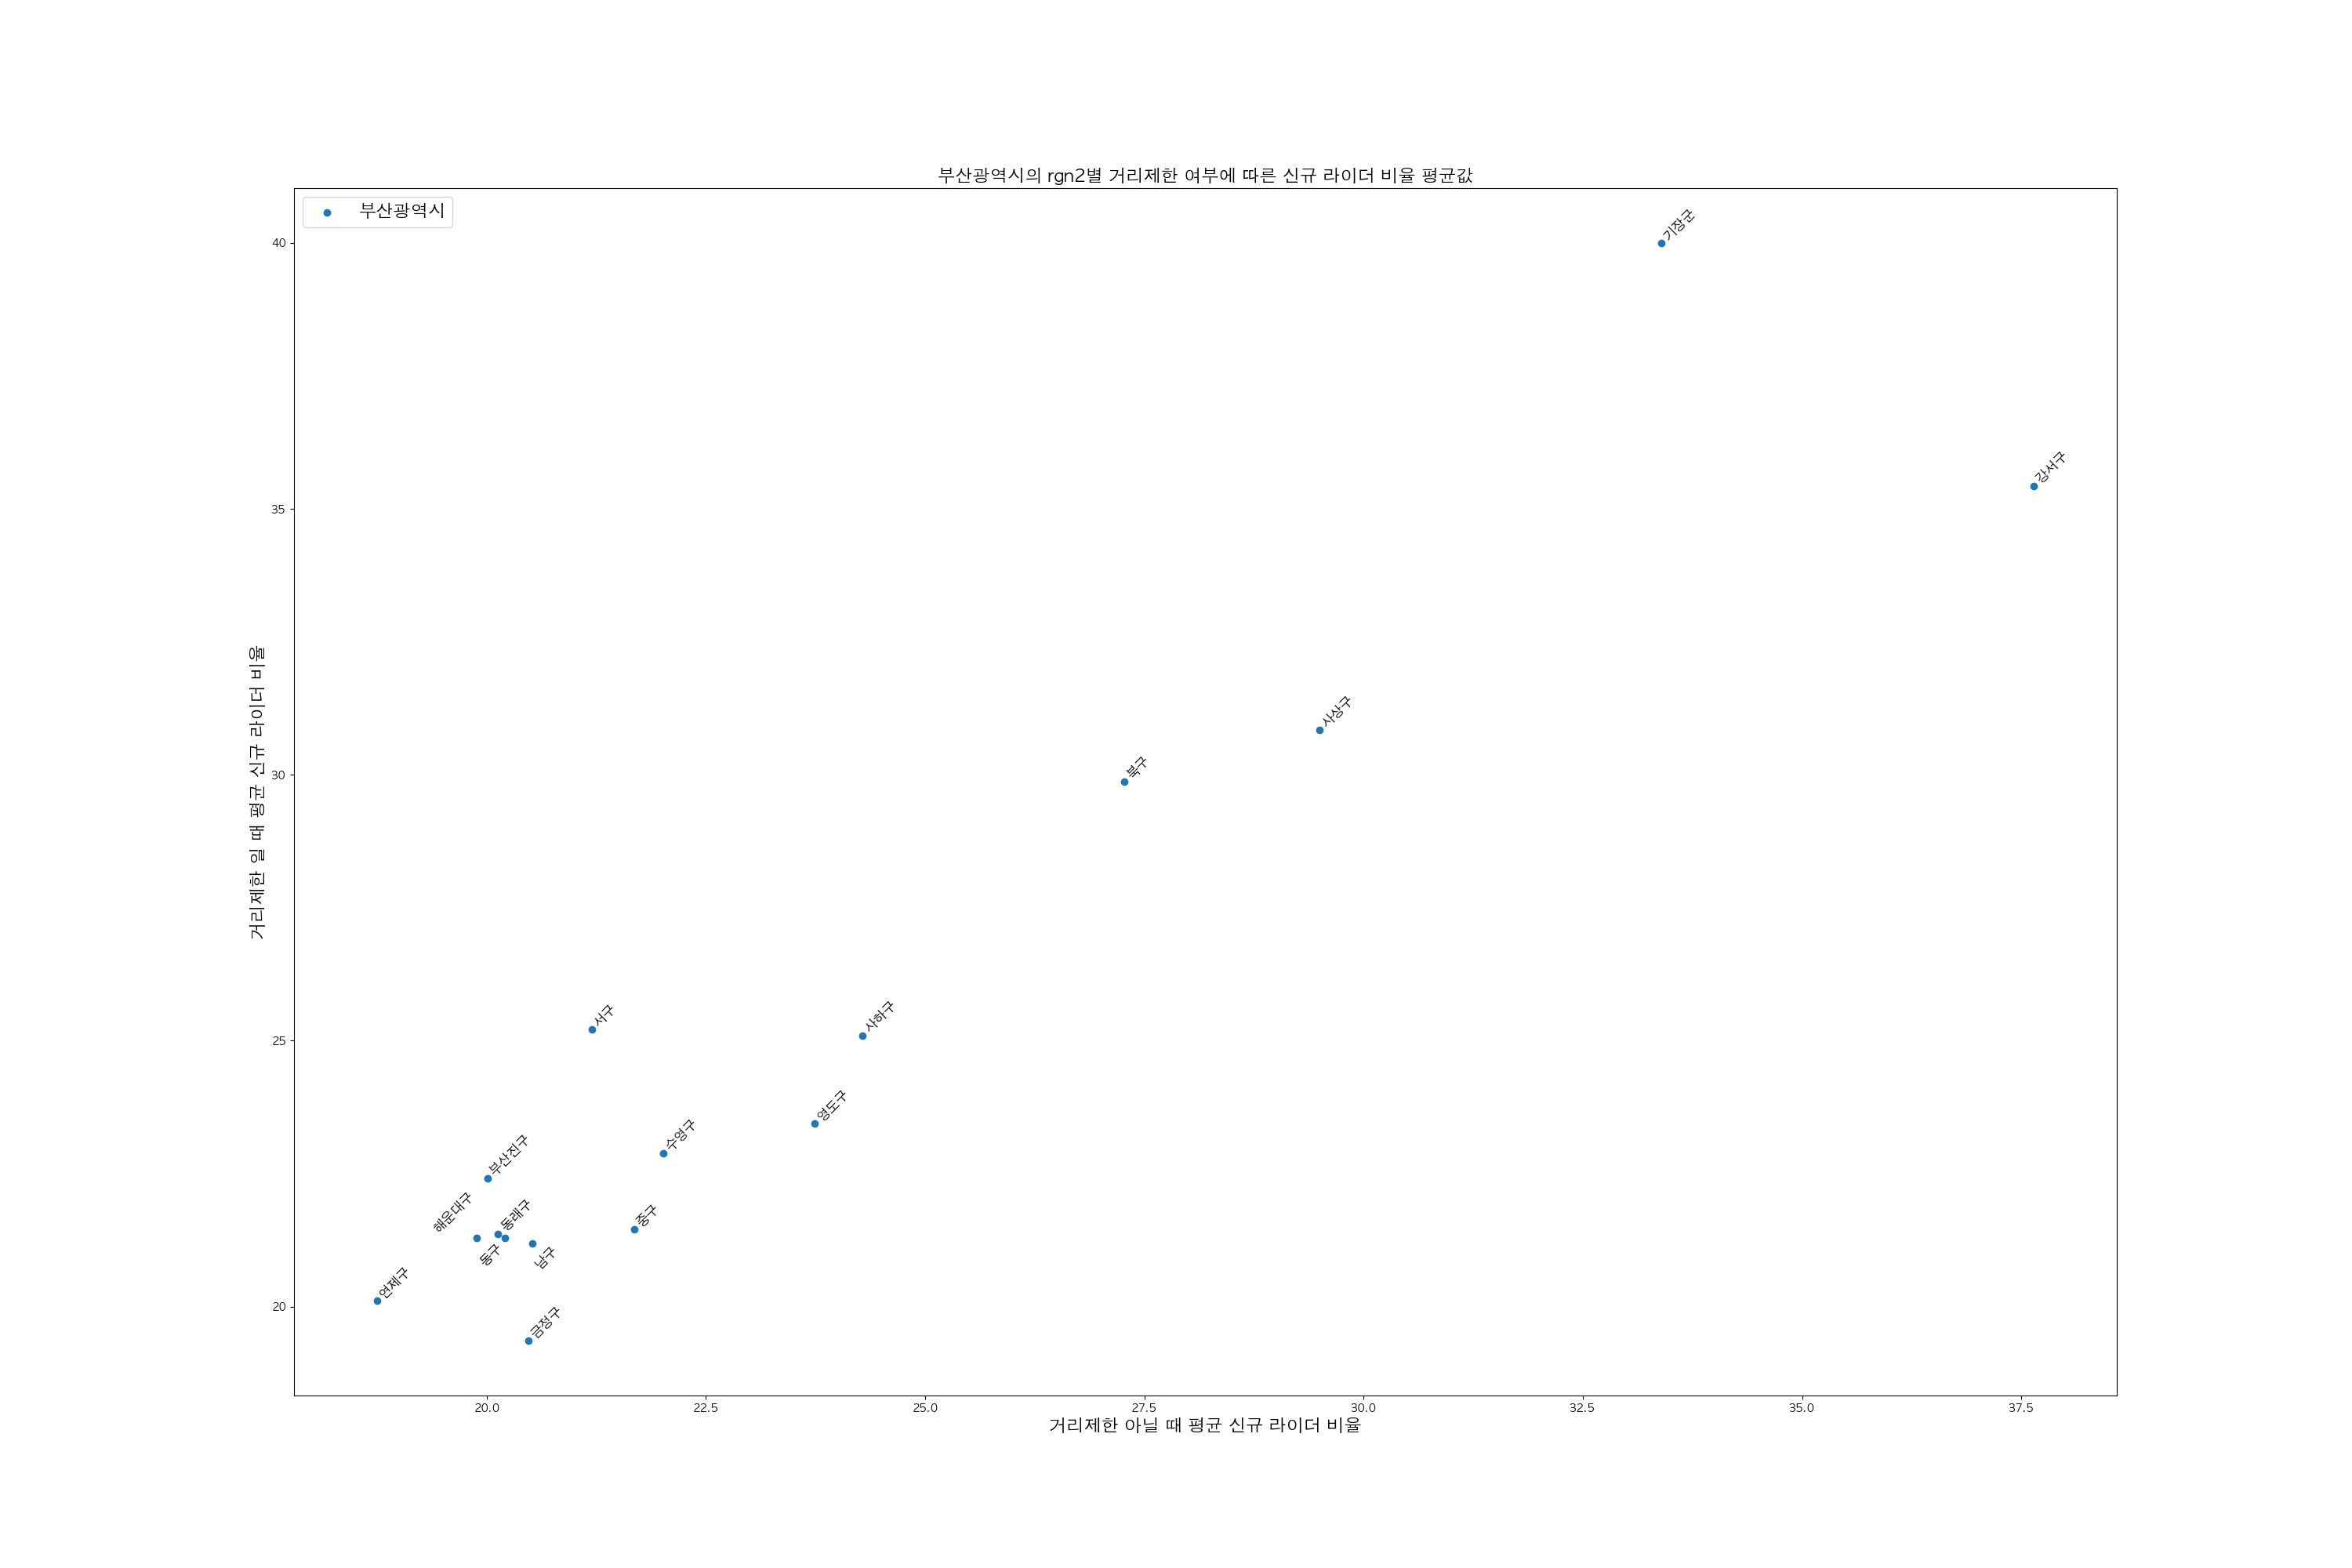 부산광역시의 rgn2별 거리제한 여부에 따른 신규 라이더 비율 평균값
부산광역시
거리제한 일 때 평균 신규 라이더 비율
40
35
30
25
20
기장군
강서구
사상구
북구
서구
사하구
영도구
수영구
부산진구
해운대구
동래구
중구
동구
남구
연제구
금정구
20.0
22.5
25.0
27.5
30.0
32.5
35.0
37.5
거리제한 아닐 때 평균 신규 라이더 비율